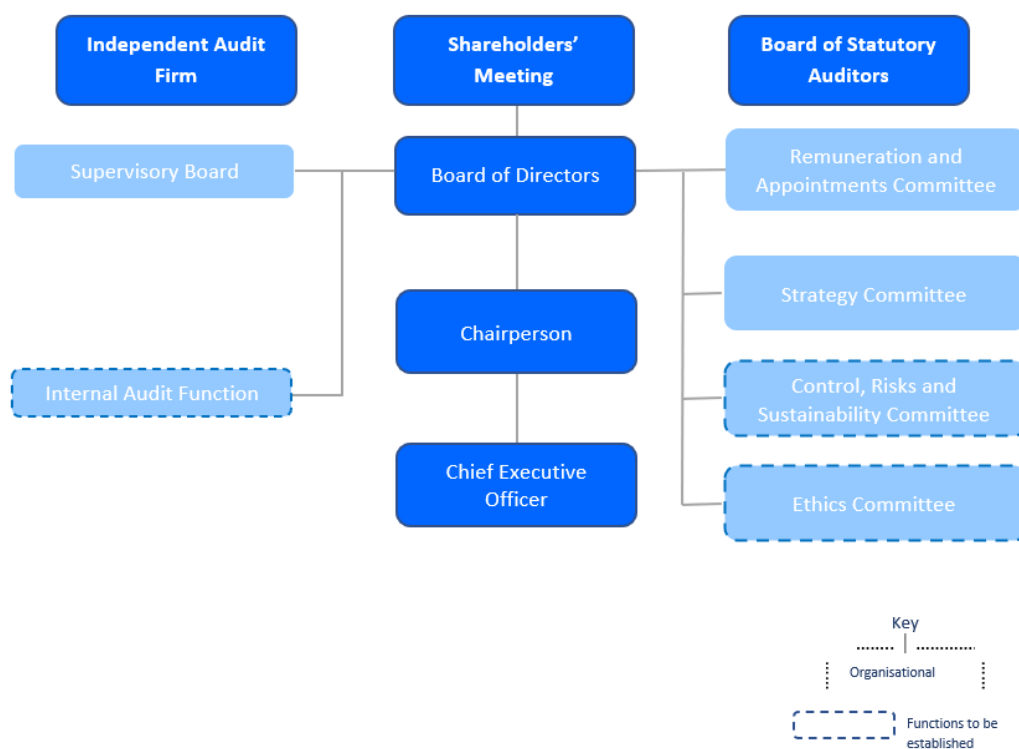 Independent Audit
Firm
Shareholders’
Meeting
Board of Statutory
Auditors
Supervisory Board
Board of Directors
Remuneration and
Appointments Committee
Strategy Committee
Chairperson
Internal Audit Function
Control, Risks and
Sustainability Committee
Chief Executive
Officer
Ethics Committee
Key
Organisational
Functions to be
established